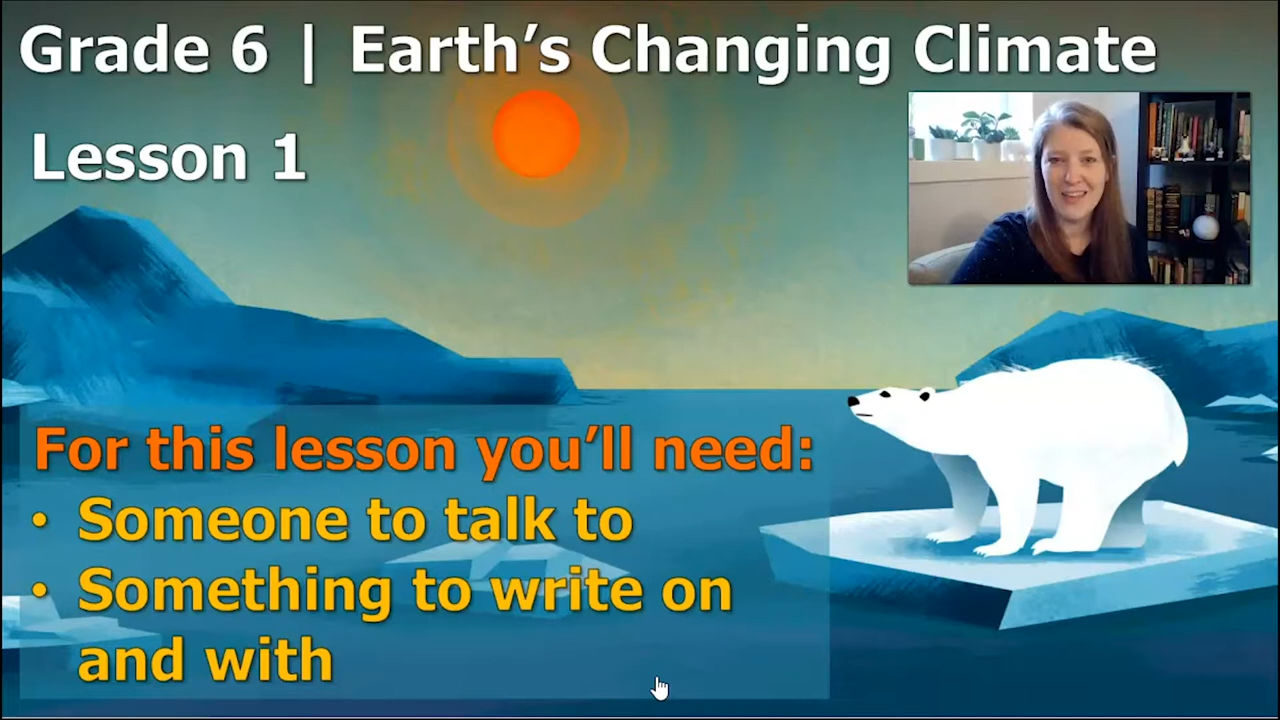 Grade 6 | Earth’s Changing Climate
Lesson 1
For this lesson you’ll need:
• Someone to talk to
• Something to write on
and with